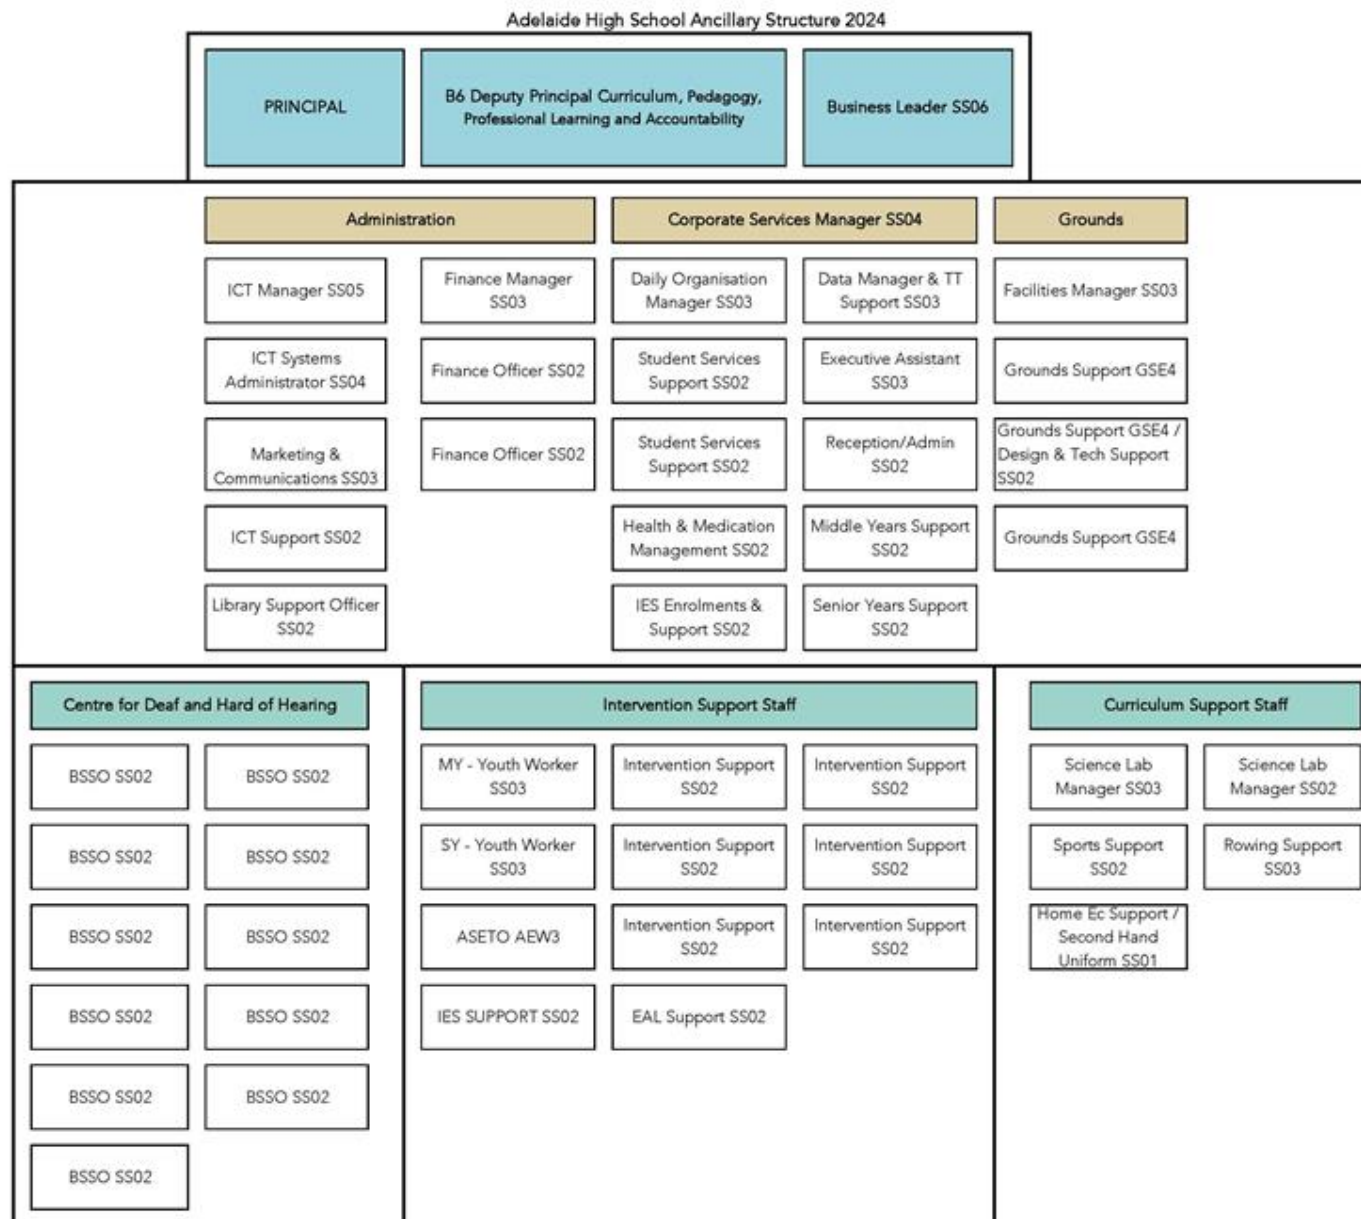 Adelaide High School Ancillary Structure 2024
PRINCIPAL
B6 Deputy Principal Curriculum, Pedagogy,
Professional Learning and Accountability
Business Leader SS06
Administration
Corporate Services Manager SS04
Grounds
ICT Manager SS05
Finance Manager
SS03
Daily Organisation
Manager SS03
Data Manager & TT
Support SS03
Facilities Manager SS03
ICT Systems
Administrator SS04
Finance Officer SS02
Student Services
Support SS02
Executive Assistant
SS03
Grounds Support GSE4
Marketing &
Communications SS03
Finance Officer SS02
Student Services
Support SS02
Reception/Admin
SS02
Grounds Support GSE4 /
Design & Tech Support
SS02
ICT Support SS02
Health & Medication
Management SS02
Middle Years Support
SS02
Grounds Support GSE4
Library Support Officer
SS02
IES Enrolments &
Support SS02
Senior Years Support
SS02
Centre for Deaf and Hard of Hearing
BSSO SS02
BSSO SS02
BSSO SS02
BSSO SS02
BSSO SS02
BSSO SS02
BSSO SS02
BSSO SS02
BSSO SS02
BSSO SS02
BSSO SS02
Intervention Support Staff
MY - Youth Worker
SS03
Intervention Support
SS02
Intervention Support
SS02
SY - Youth Worker
SS03
Intervention Support
SS02
Intervention Support
SS02
ASETO AEW3
Intervention Support
SS02
Intervention Support
SS02
IES SUPPORT SS02
EAL Support SS02
Curriculum Support Staff
Science Lab
Manager SS03
Science Lab
Manager SS02
Sports Support
SS02
Rowing Support
SS03
Home Ec Support /
Second Hand
Uniform SS01